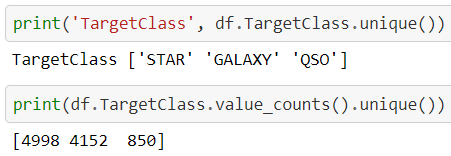 print('TargetClass', df.TargetClass.unique())
TargetClass ['STAR' 'GALAXY' 'QSO']
print(df.TargetClass.value_counts().unique())
[4998 4152  850]